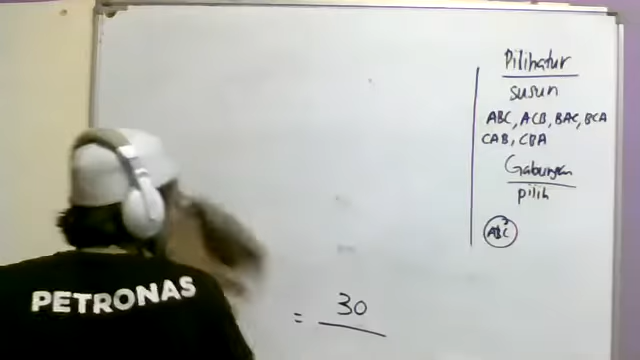 Pilihatur
susun
ABC, ACB, BAC, BCA
CAB, CBA
Gabungan
pilih
ABC
= 30
PETRONAS